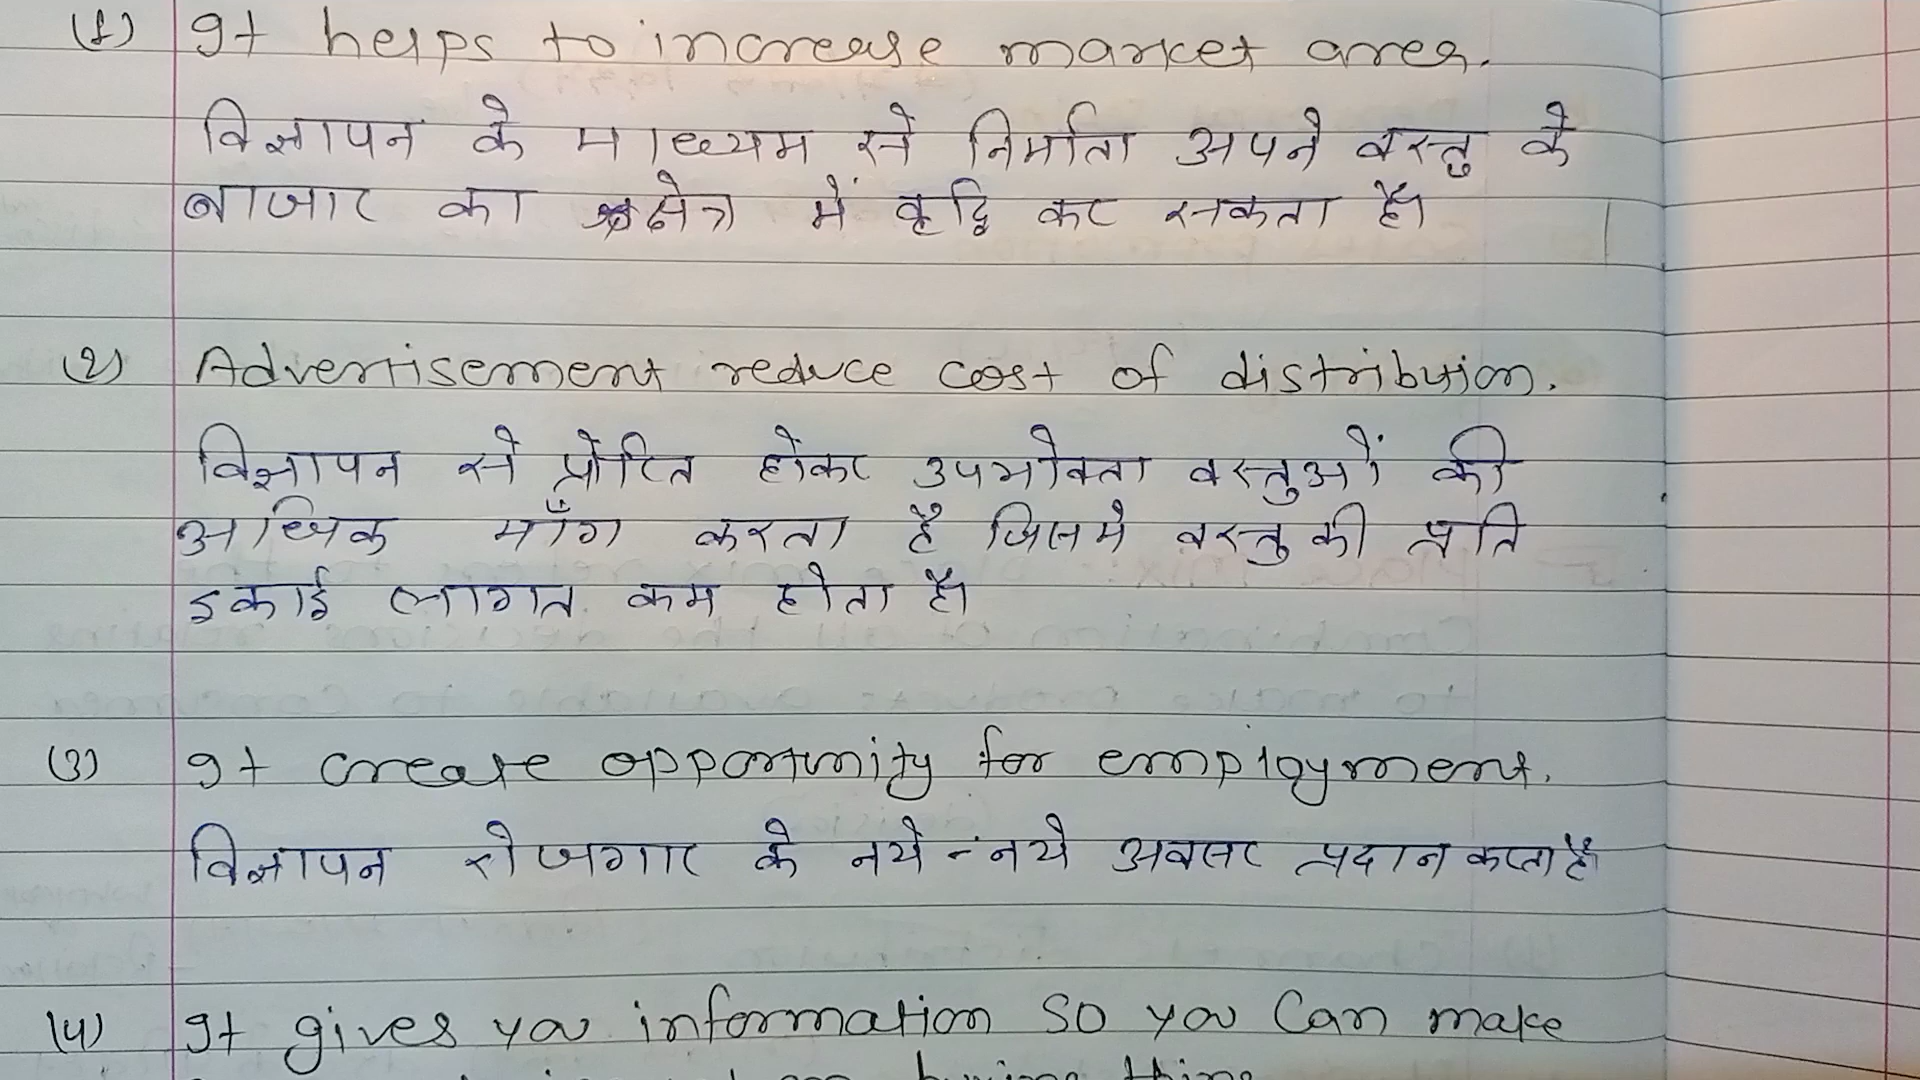 (1) It helps to increase market area.
विज्ञापन के माध्यम से निर्माता अपने वस्तु के
बाजार का क्षेत्र में वृद्धि कर सकता है।
(2) Advertisement reduce cost of distribution.
विज्ञापन से प्रेरित होकर उपभोक्ता वस्तुओं की
अधिक माँग करता है जिसमे वस्तु की प्रति
इकाई लागत कम होता है।
(3) It create opportunity for employment.
विज्ञापन रोजगार के नये-नये अवसर प्रदान करता है
(4) It gives you information so you can make
buying thing